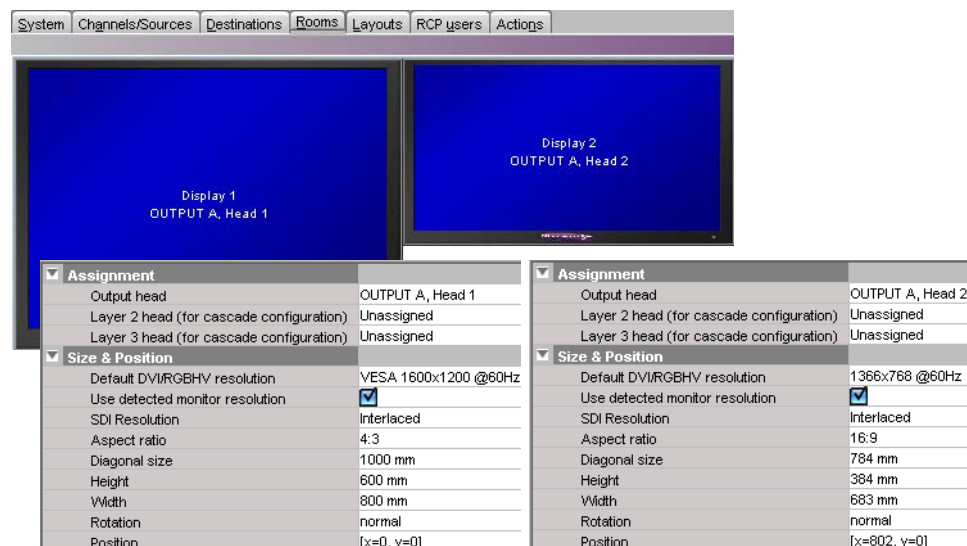 System Channels/Sources Destinations Rooms Layouts RCP users Actions
Display 1
OUTPUT A, Head 1
Display 2
OUTPUT A, Head 2
Assignment
Output head OUTPUT A, Head 1
Layer 2 head (for cascade configuration) Unassigned
Layer 3 head (for cascade configuration) Unassigned
Size & Position
Default DVI/RGBHV resolution VESA 1600x1200 @60Hz
Use detected monitor resolution
SDI Resolution Interlaced
Aspect ratio 4:3
Diagonal size 1000 mm
Height 600 mm
Width 800 mm
Rotation normal
Position [x=0, y=0]
Assignment
Output head OUTPUT A, Head 2
Layer 2 head (for cascade configuration) Unassigned
Layer 3 head (for cascade configuration) Unassigned
Size & Position
Default DVI/RGBHV resolution 1366x768 @60Hz
Use detected monitor resolution
SDI Resolution Interlaced
Aspect ratio 16:9
Diagonal size 784 mm
Height 384 mm
Width 683 mm
Rotation normal
Position [x=802, y=0]